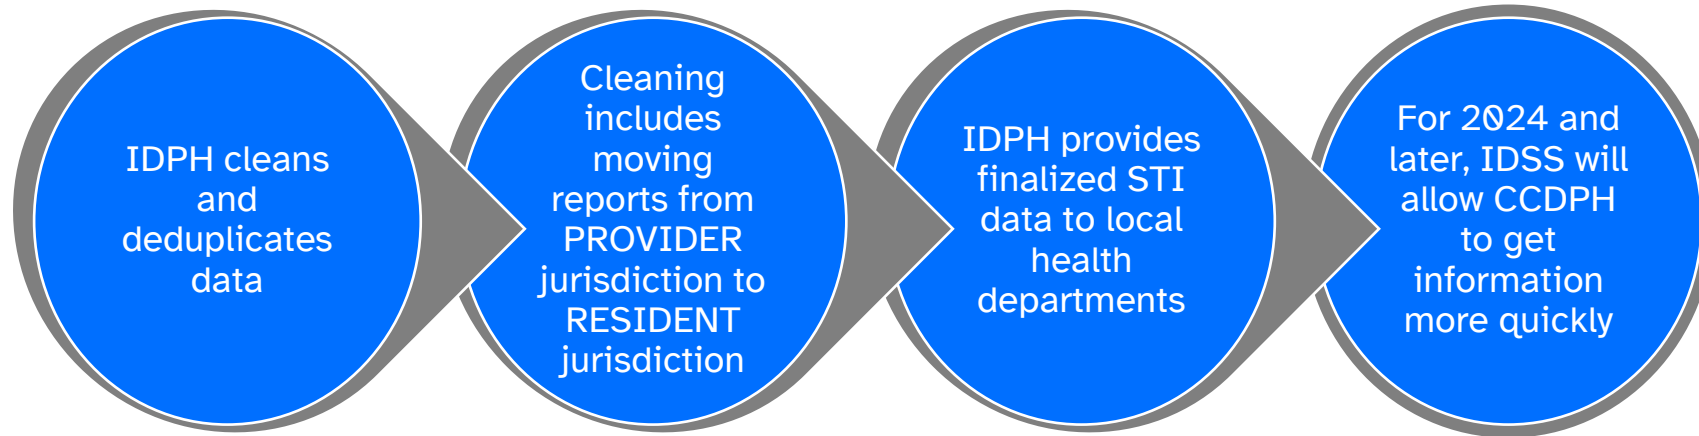 IDPH cleans
and
deduplicates
data
Cleaning
includes
moving
reports from
PROVIDER
jurisdiction to
RESIDENT
jurisdiction
IDPH provides
finalized STI
data to local
health
departments
For 2024 and
later, IDSS will
allow CCDPH
to get
information
more quickly